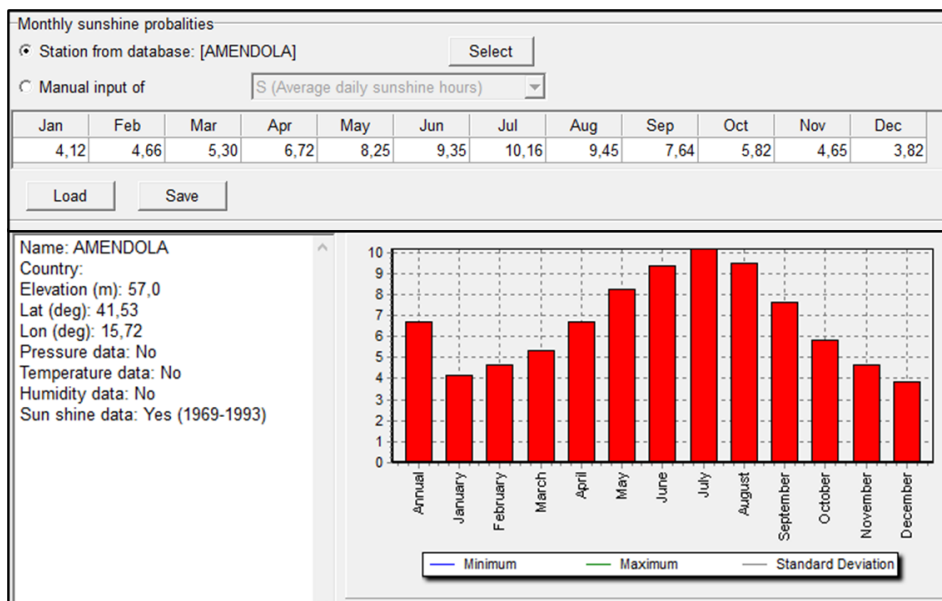 Monthly sunshine probalities
Station from database: [AMENDOLA] Select
Manual input of S (Average daily sunshine hours)
Jan Feb Mar Apr May Jun Jul Aug Sep Oct Nov Dec
4,12 4,66 5,30 6,72 8,25 9,35 10,16 9,45 7,64 5,82 4,65 3,82
Load Save
Name: AMENDOLA
Country:
Elevation (m): 57,0
Lat (deg): 41,53
Lon (deg): 15,72
Pressure data: No
Temperature data: No
Humidity data: No
Sun shine data: Yes (1969-1993)
10
9
8
7
6
5
4
3
2
1
0
Annual January February March April May June July August September October November December
Minimum Maximum Standard Deviation